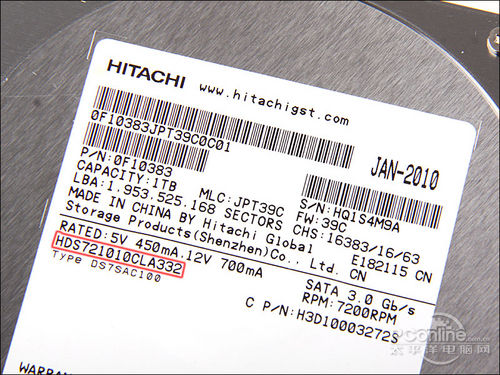 HITACHI www.hitachigst.com
0F10383JPT39C0C01
JAN-2010
P/N:0F10383
CAPACITY:1TB MLC:JPT39C S/N:HQ1S4M9A
LBA:1.953.525.168 SECTORS FW:39C CHS:16383/16/63
MADE IN CHINA BY Hitachi Global E182115 CN
Storage Products(Shenzhen)Co., Ltd. CN
RATED:5V 450mA.12V 700mA SATA 3.0 Gb/s
HDS721010CLA332 RPM:7200RPM
Type DS7SAC100 C P/N:H3D10003272S
WARRAN
PConline.com.cn
太平洋电脑网